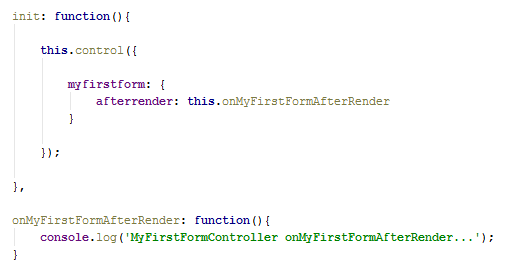 init: function(){
this.control({
myfirstform: {
afterrender: this.onMyFirstFormAfterRender
}
});
},
onMyFirstFormAfterRender: function(){
console.log('MyFirstFormController onMyFirstFormAfterRender...');
}